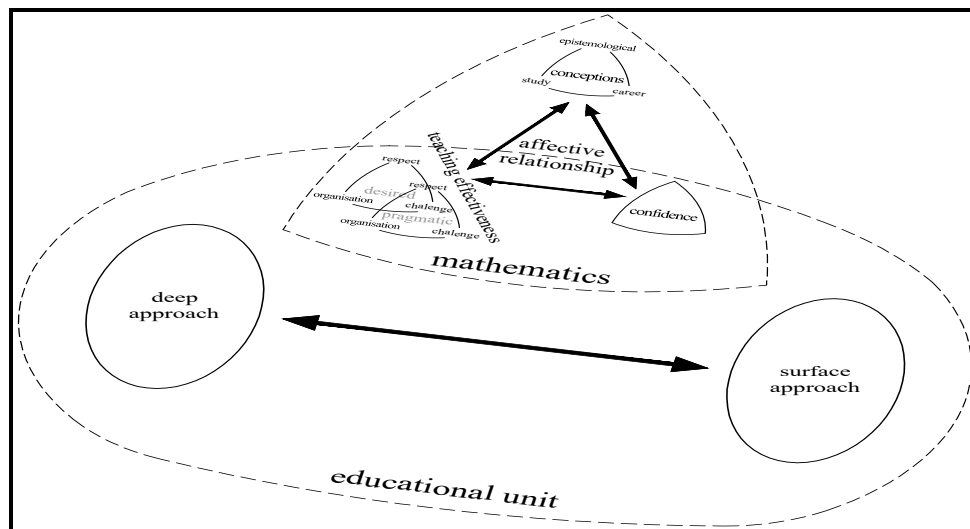 epistemological
conceptions
study
career
affective
relationship
teaching effectiveness
respect
desired
organisation
chalenge
respect
pragmatic
organisation
chalenge
confidence
mathematics
deep
approach
surface
approach
educational unit